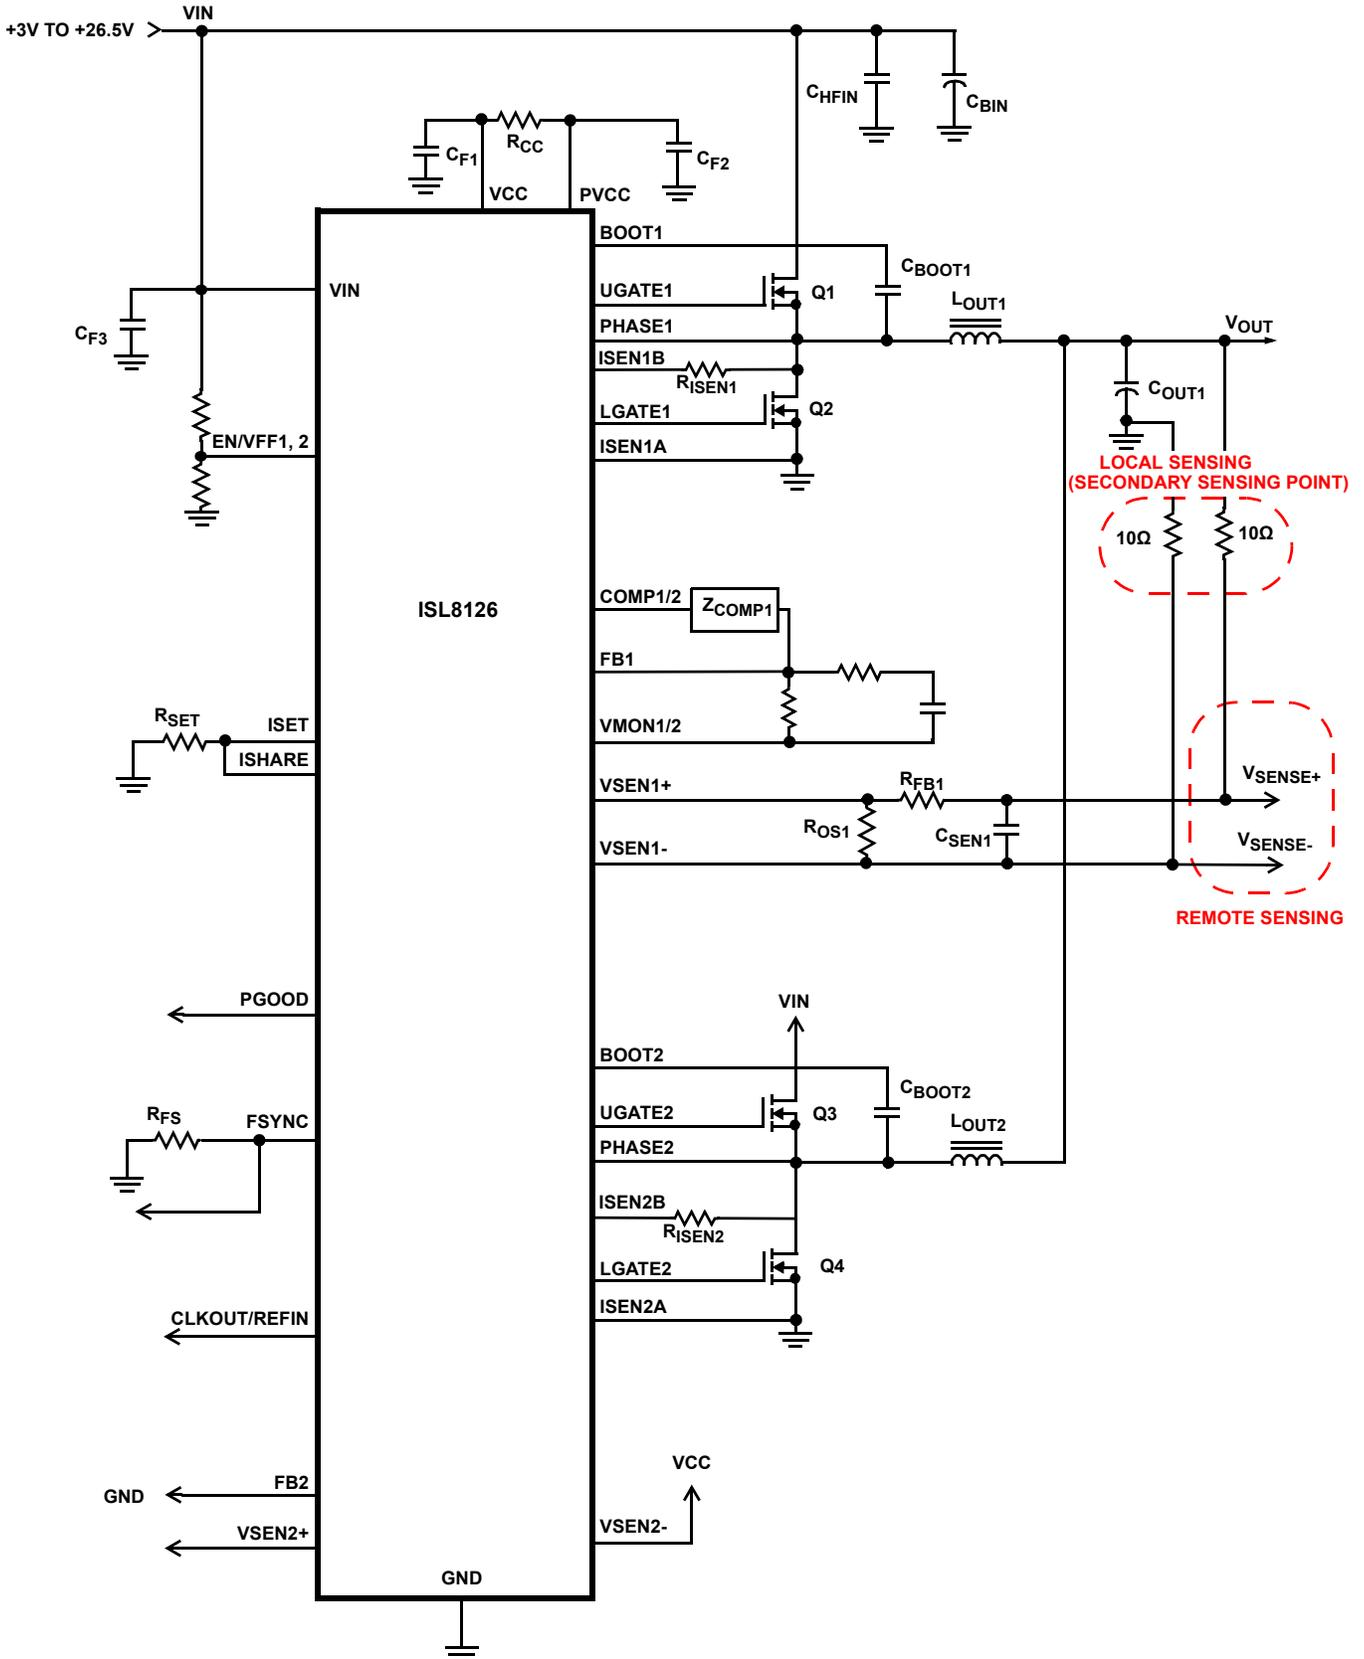 VIN
+3V TO +26.5V
CHFIN
CBIN
CF1
RCC
CF2
VCC
PVCC
BOOT1
CBOOT1
VIN
UGATE1
Q1
LOUT1
PHASE1
VOUT
CF3
ISEN1B
RISEN1
COUT1
LGATE1
Q2
EN/VFF1, 2
ISEN1A
LOCAL SENSING
(SECONDARY SENSING POINT)
10Ω
10Ω
COMP1/2
ZCOMP1
ISL8126
FB1
RSET
ISET
VMON1/2
ISHARE
VSEN1+
RFB1
VSENSE+
ROS1
CSEN1
VSEN1-
VSENSE-
REMOTE SENSING
PGOOD
VIN
BOOT2
CBOOT2
RFS
FSYNC
UGATE2
Q3
LOUT2
PHASE2
ISEN2B
RISEN2
LGATE2
Q4
ISEN2A
CLKOUT/REFIN
VCC
GND
FB2
VSEN2+
VSEN2-
GND